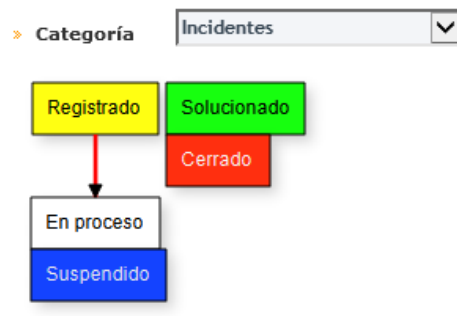 » Categoría Incidentes
Registrado Solucionado
Cerrado
En proceso
Suspendido